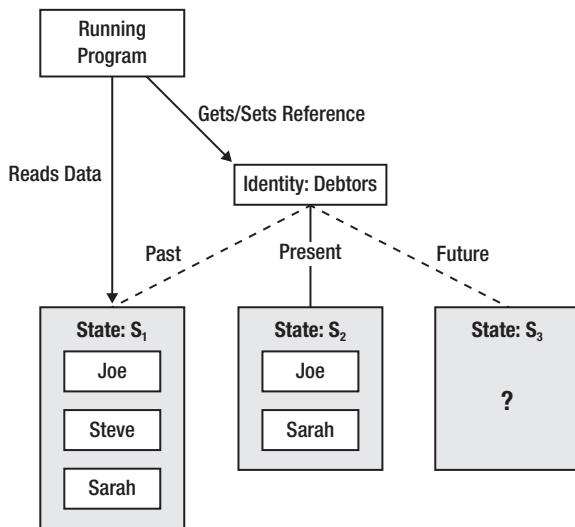 Running
Program
Gets/Sets Reference
Reads Data
Identity: Debtors
Past
Present
Future
State: S₁
State: S₂
State: S₃
Joe
Joe
?
Steve
Sarah
Sarah